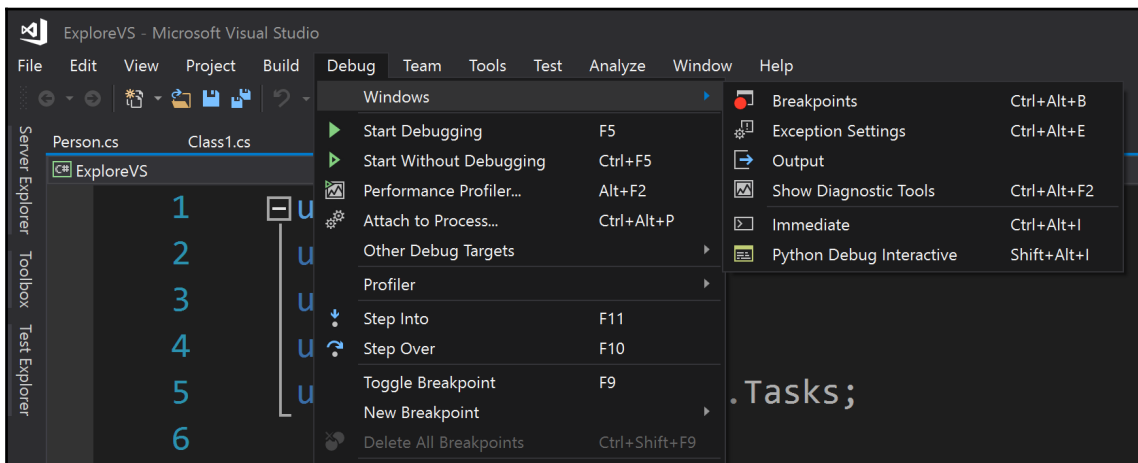 ExploreVS - Microsoft Visual Studio
File Edit View Project Build Debug Team Tools Test Analyze Window Help
Server Explorer
Toolbox
Test Explorer
Person.cs Class1.cs
C# ExploreVS
1 u
2 u
3 u
4 u
5 u .Tasks;
6
Windows
Start Debugging F5
Start Without Debugging Ctrl+F5
Performance Profiler... Alt+F2
Attach to Process... Ctrl+Alt+P
Other Debug Targets
Profiler
Step Into F11
Step Over F10
Toggle Breakpoint F9
New Breakpoint
Delete All Breakpoints Ctrl+Shift+F9
Breakpoints Ctrl+Alt+B
Exception Settings Ctrl+Alt+E
Output
Show Diagnostic Tools Ctrl+Alt+F2
Immediate Ctrl+Alt+I
Python Debug Interactive Shift+Alt+I